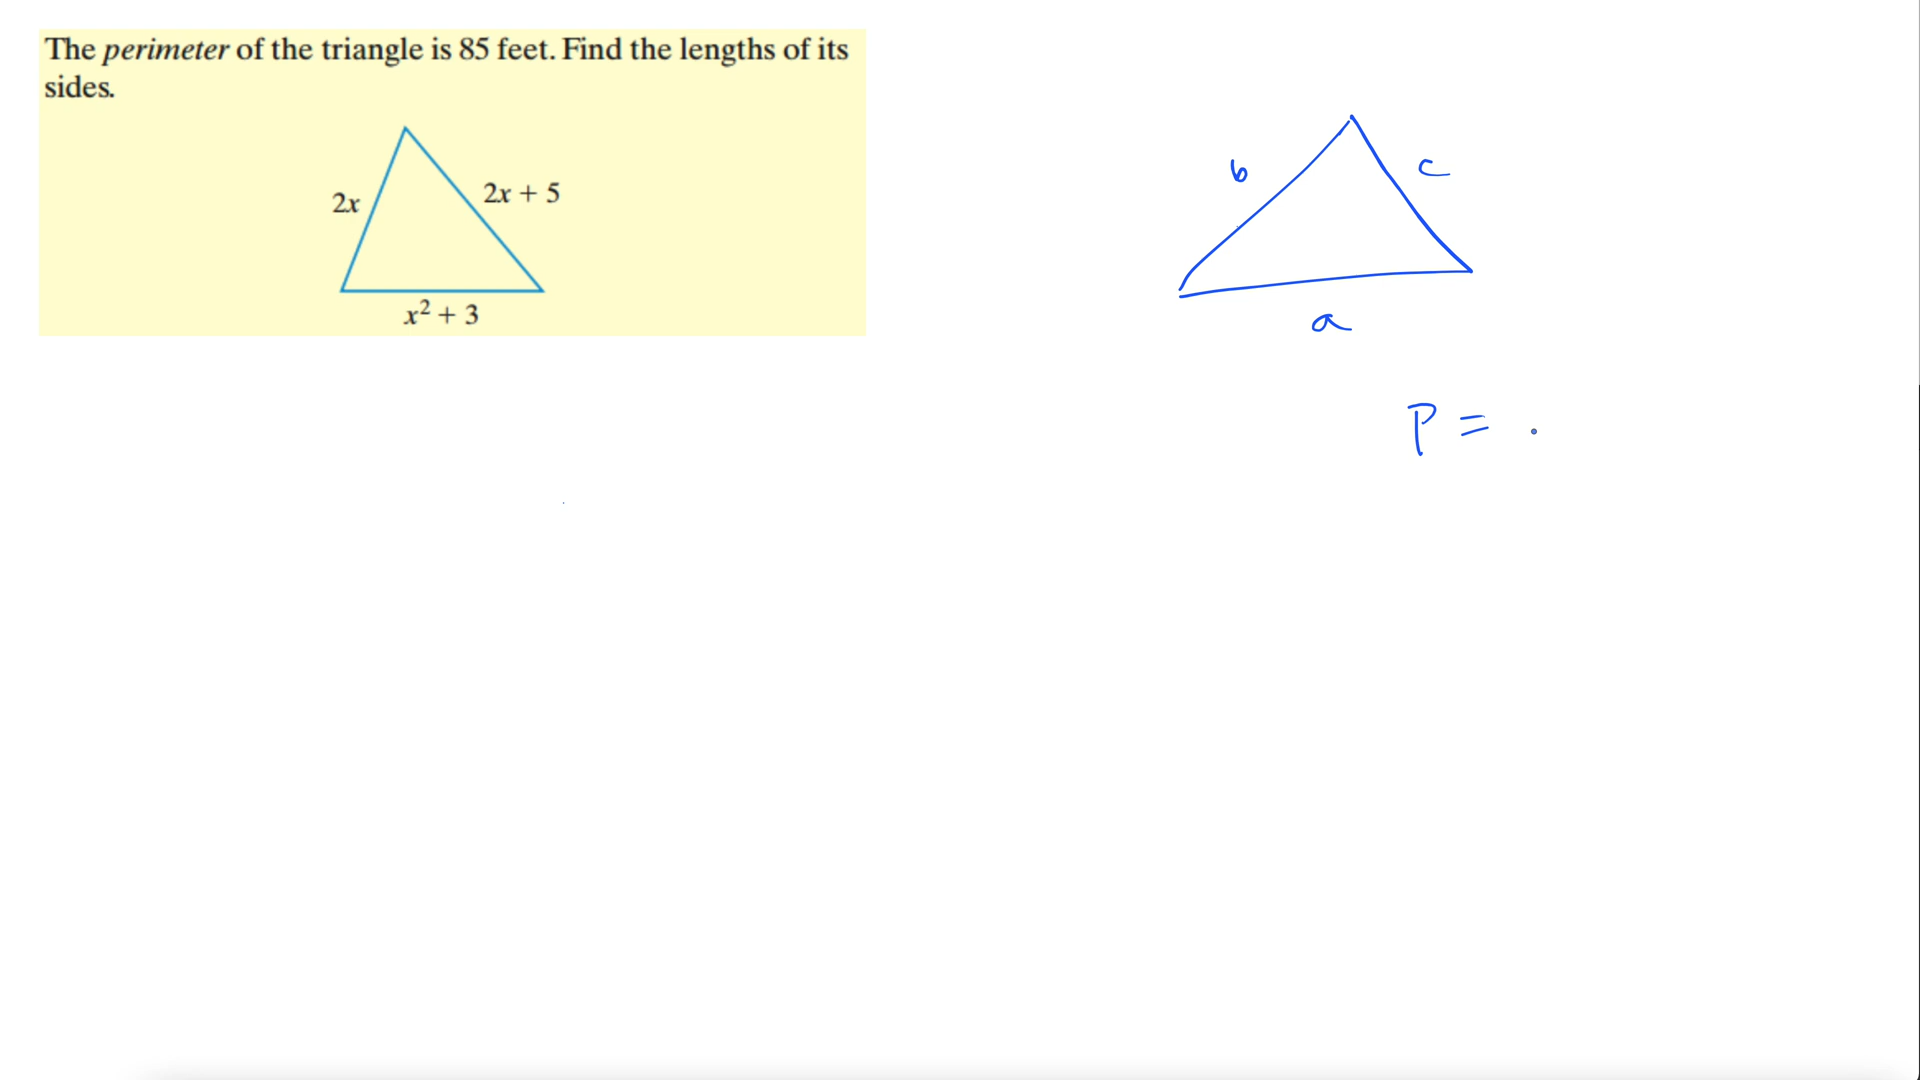 The perimeter of the triangle is 85 feet. Find the lengths of its
sides.
2x
2x + 5
x² + 3
b
c
a
P = .